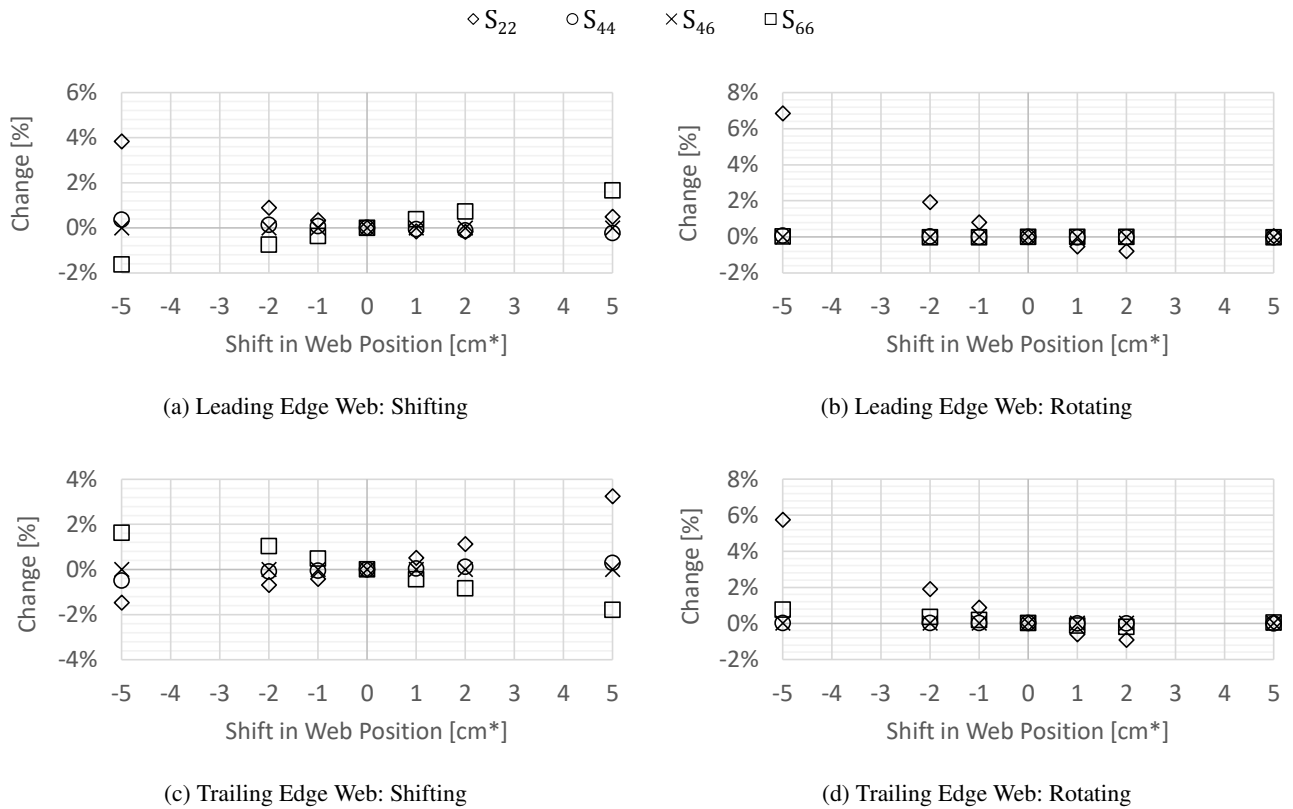 S22 S44 S46 S66
6%
4%
2%
0%
-2%
Change [%]
-5 -4 -3 -2 -1 0 1 2 3 4 5
Shift in Web Position [cm*]
(a) Leading Edge Web: Shifting
8%
6%
4%
2%
0%
-2%
Change [%]
-5 -4 -3 -2 -1 0 1 2 3 4 5
Shift in Web Position [cm*]
(b) Leading Edge Web: Rotating
4%
2%
0%
-2%
-4%
Change [%]
-5 -4 -3 -2 -1 0 1 2 3 4 5
Shift in Web Position [cm*]
(c) Trailing Edge Web: Shifting
8%
6%
4%
2%
0%
-2%
Change [%]
-5 -4 -3 -2 -1 0 1 2 3 4 5
Shift in Web Position [cm*]
(d) Trailing Edge Web: Rotating